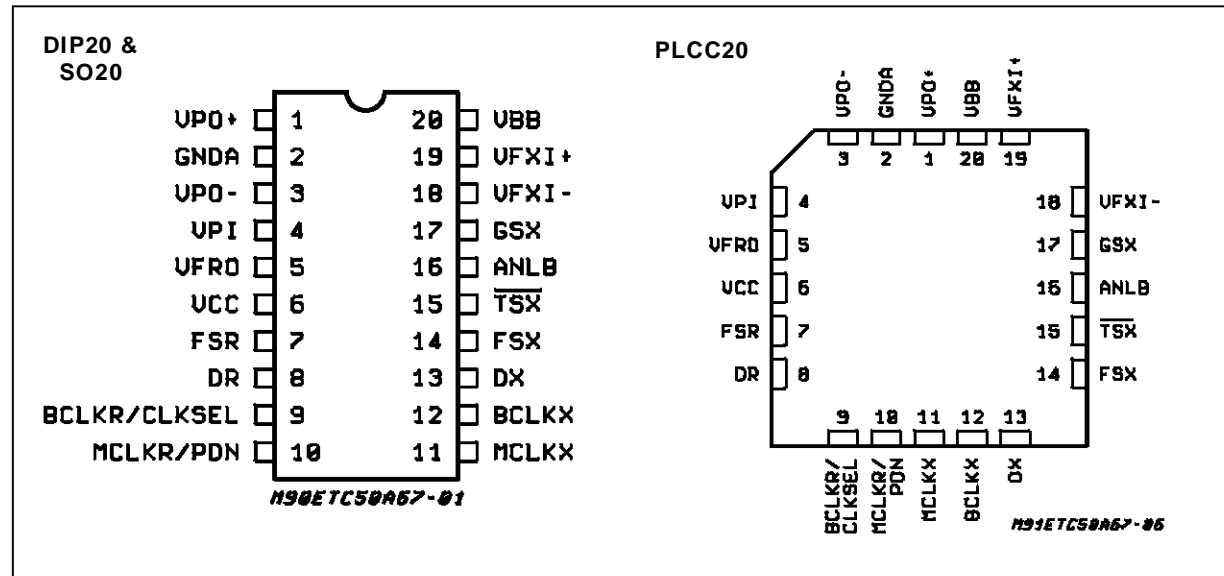 DIP20 &
SO20
VPO+ 1 20 VBB
GNDA 2 19 VFXI+
VPO- 3 18 VFXI-
VPI 4 17 GSX
VFRO 5 16 ANLB
VCC 6 15 TSX
FSR 7 14 FSX
DR 8 13 DX
BCLKR/CLKSEL 9 12 BCLKX
MCLKR/PDN 10 11 MCLKX
M90ETC50A67-01
PLCC20
VPO- GNDA VPO+ VBB VFXI+
3 2 1 20 19
VPI 4 18 VFXI-
VFRO 5 17 GSX
VCC 6 16 ANLB
FSR 7 15 TSX
DR 8 14 FSX
9 10 11 12 13
BCLKR/
CLKSEL
MCLKR/
PDN
MCLKX
BCLKX
DX
M91ETC50A67-06